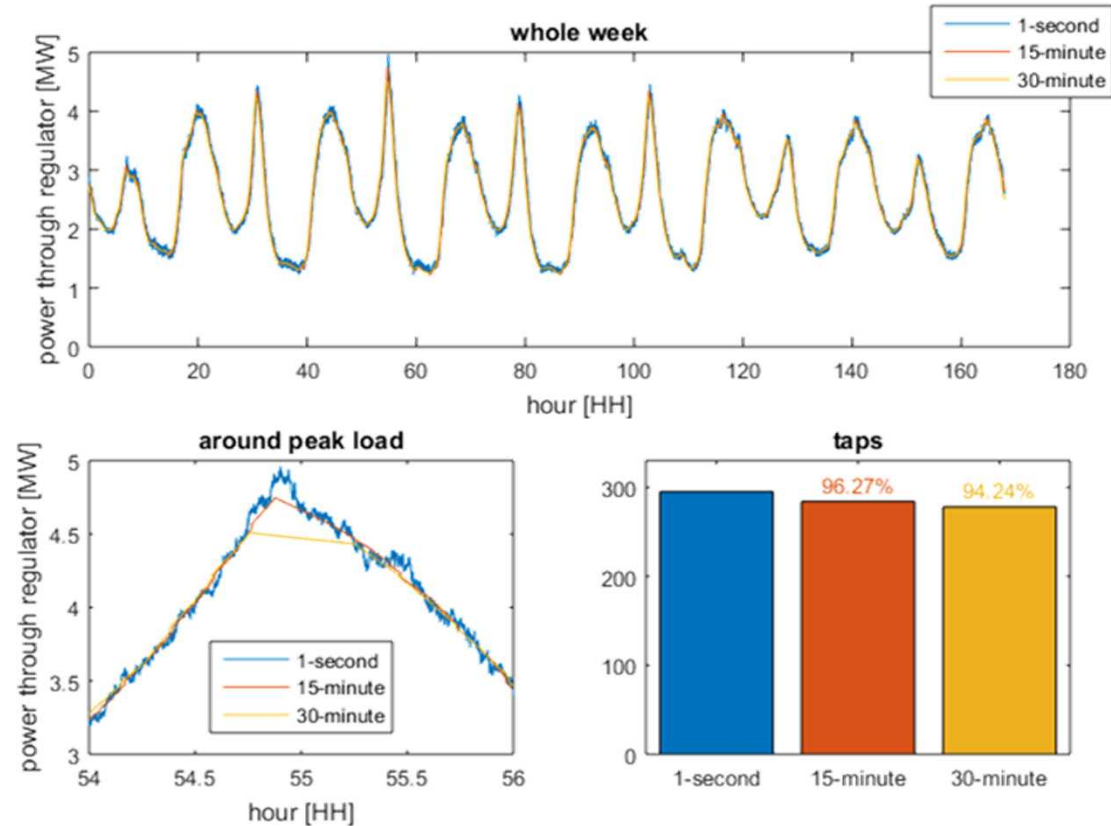 whole week
1-second
15-minute
30-minute
power through regulator [MW]
5
4
3
2
1
0
0 20 40 60 80 100 120 140 160 180
hour [HH]
around peak load
power through regulator [MW]
5
4.5
4
3.5
3
1-second
15-minute
30-minute
54 54.5 55 55.5 56
hour [HH]
taps
300
200
100
0
96.27%
94.24%
1-second 15-minute 30-minute